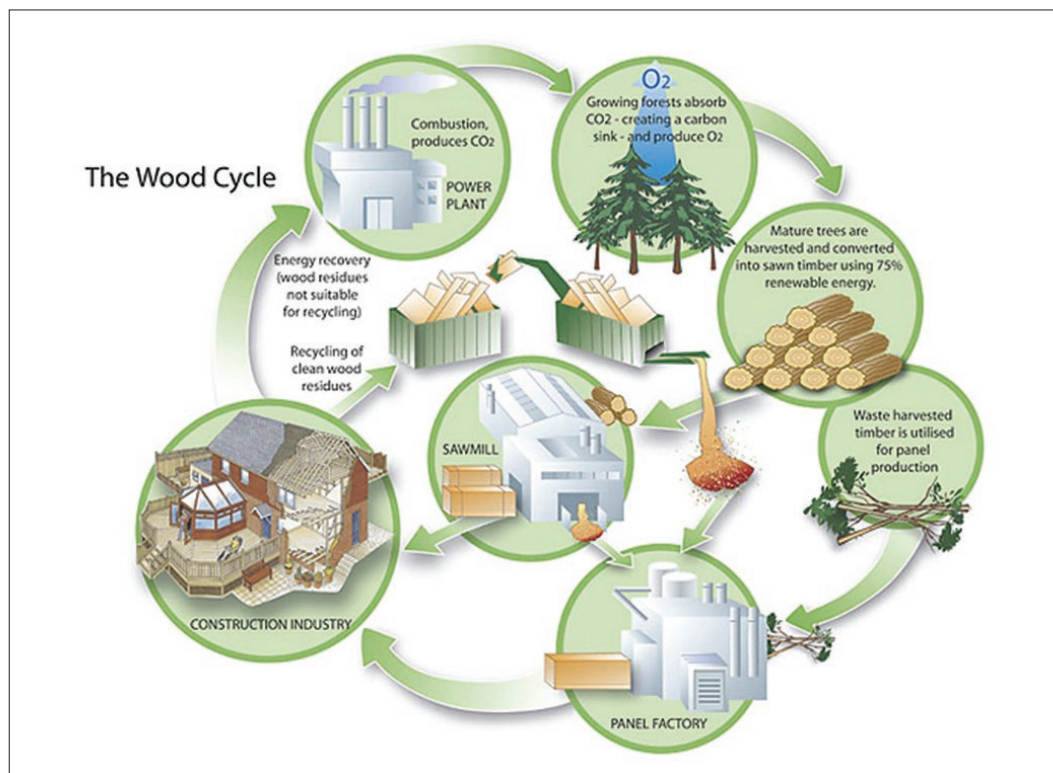 The Wood Cycle
Combustion,
produces CO2
POWER
PLANT
O2
Growing forests absorb
CO2 - creating a carbon
sink - and produce O2
Mature trees are
harvested and converted
into sawn timber using 75%
renewable energy.
Waste harvested
timber is utilised
for panel
production
Energy recovery
(wood residues
not suitable
for recycling)
Recycling of
clean wood
residues
SAWMILL
CONSTRUCTION INDUSTRY
PANEL FACTORY